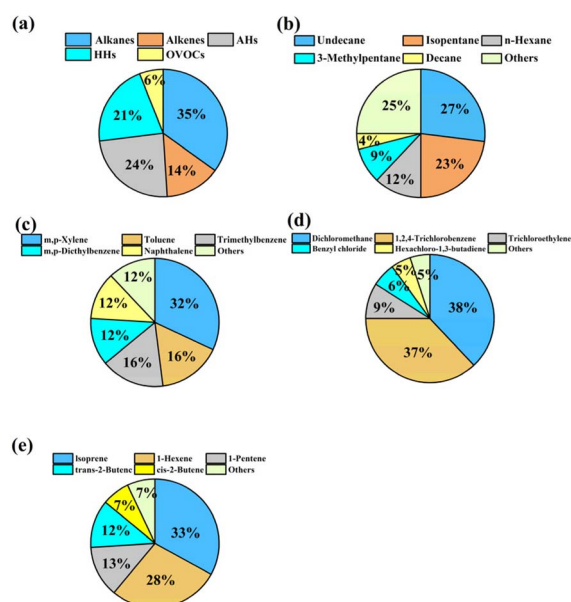 (a)
Alkanes Alkenes AHs
HHs OVOCs
6%
35%
21%
24%
14%
(b)
Undecane Isopentane n-Hexane
3-Methylpentane Decane Others
25%
27%
4%
9%
12%
23%
(c)
m,p-Xylene Toluene Trimethylbenzene
m,p-Diethylbenzene Naphthalene Others
12%
32%
12%
12%
16%
16%
(d)
Dichloromethane 1,2,4-Trichlorobenzene Trichloroethylene
Benzyl chloride Hexachloro-1,3-butadiene Others
5%
5%
6%
38%
9%
37%
(e)
Isoprene 1-Hexene 1-Pentene
trans-2-Butene cis-2-Butene Others
7%
7%
33%
12%
13%
28%